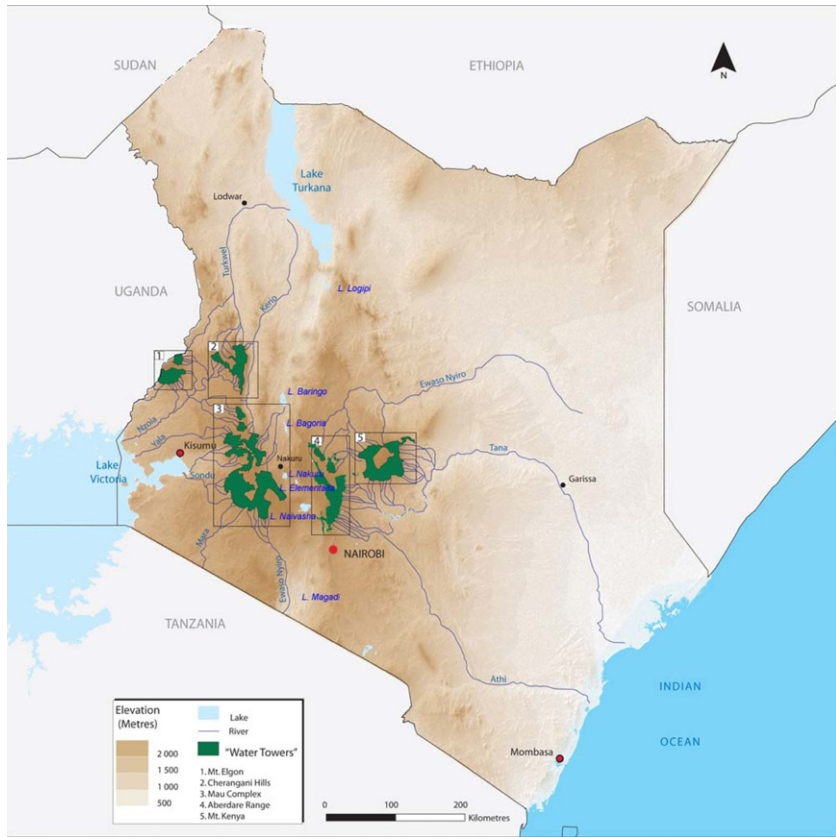 SUDAN
ETHIOPIA
N
Lake
Turkana
Lodwar
Turkwel
Kerio
UGANDA
L. Logipi
SOMALIA
1
2
L. Baringo
Ewaso Nyiro
3
Nzoia
L. Bagoria
4
5
Yala
Kisumu
Tana
Lake
Victoria
Nakuru
Sondu
L. Nakuru
Garissa
L. Elementaita
L. Naivasha
Mara
NAIROBI
Ewaso Nyiro
L. Magadi
TANZANIA
Athi
INDIAN
OCEAN
Mombasa
Elevation
(Metres)
2 000
1 500
1 000
500
Lake
River
"Water Towers"
1. Mt. Elgon
2. Cherangani Hills
3. Mau Complex
4. Aberdare Range
5. Mt. Kenya
0 100 200
Kilometres